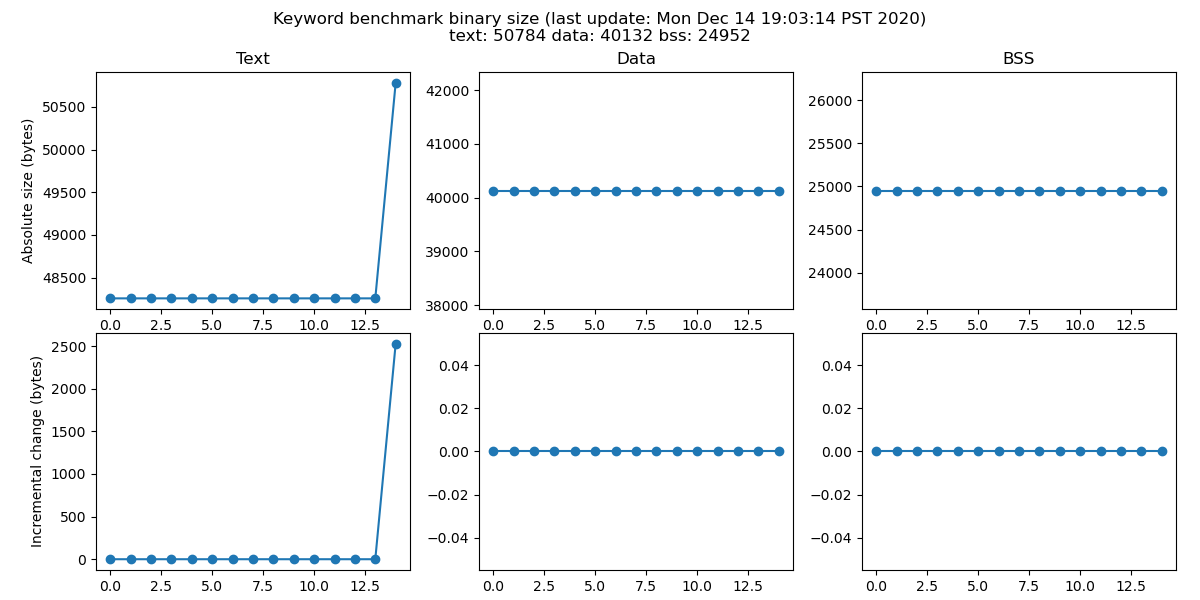 Keyword benchmark binary size (last update: Mon Dec 14 19:03:14 PST 2020)
text: 50784 data: 40132 bss: 24952
Text
Absolute size (bytes)
50500
50000
49500
49000
48500
0.0 2.5 5.0 7.5 10.0 12.5
Data
42000
41000
40000
39000
38000
0.0 2.5 5.0 7.5 10.0 12.5
BSS
26000
25500
25000
24500
24000
0.0 2.5 5.0 7.5 10.0 12.5
Incremental change (bytes)
2500
2000
1500
1000
500
0
0.0 2.5 5.0 7.5 10.0 12.5
0.04
0.02
0.00
−0.02
−0.04
0.0 2.5 5.0 7.5 10.0 12.5
0.04
0.02
0.00
−0.02
−0.04
0.0 2.5 5.0 7.5 10.0 12.5